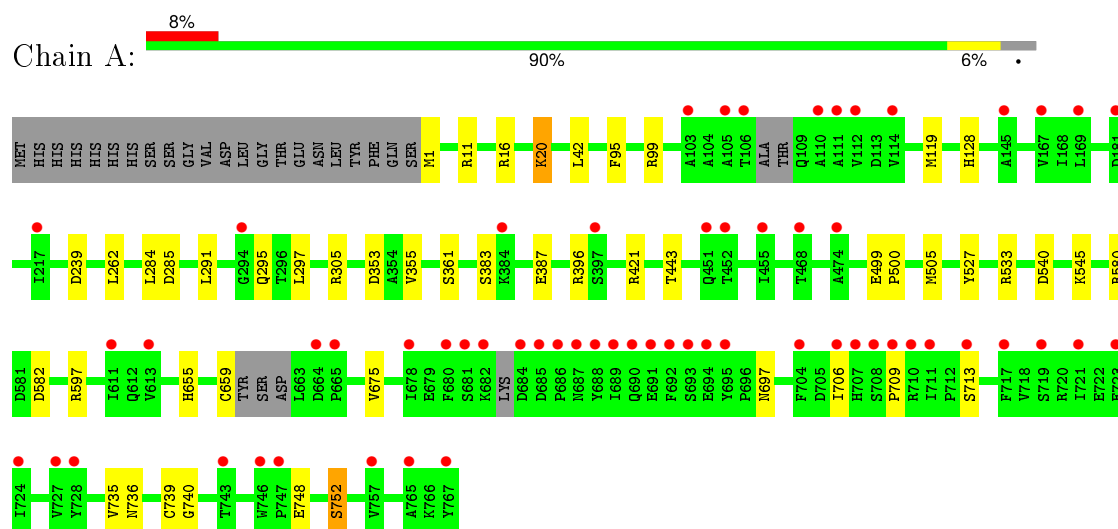 8%
Chain A:
90% 6% •
MET HIS HIS HIS HIS HIS HIS SER SER GLY VAL ASP LEU GLY THR GLU ASN LEU TYR PHE GLN SER M1 R11 R16 K20 L42 F95 R99 A103 A104 A105 T106 ALA THR Q109 A110 A111 V112 D113 V114 M119 H128 A145 V167 I168 L169 D181
I217 D239 L262 L284 D285 L291 G294 Q295 T296 L297 R305 D353 A354 V355 S361 S383 K384 E387 R396 S397 R421 T443 Q451 T452 I455 T468 A474 E499 P500 M505 Y527 R533 D540 K545 R580
D581 D582 R597 I611 Q612 V613 H655 C659 TYR SER ASP L663 D664 P665 V675 I678 E679 F680 S681 K682 LYS D684 D685 P686 N687 Y688 I689 Q690 E691 F692 S693 E694 Y695 P696 N697 F704 D705 I706 H707 S708 P709 R710 I711 P712 S713 F717 V718 S719 R720 I721 E722
I724 V727 Y728 V735 N736 C739 G740 T743 W746 P747 E748 S752 V757 A765 K766 Y767